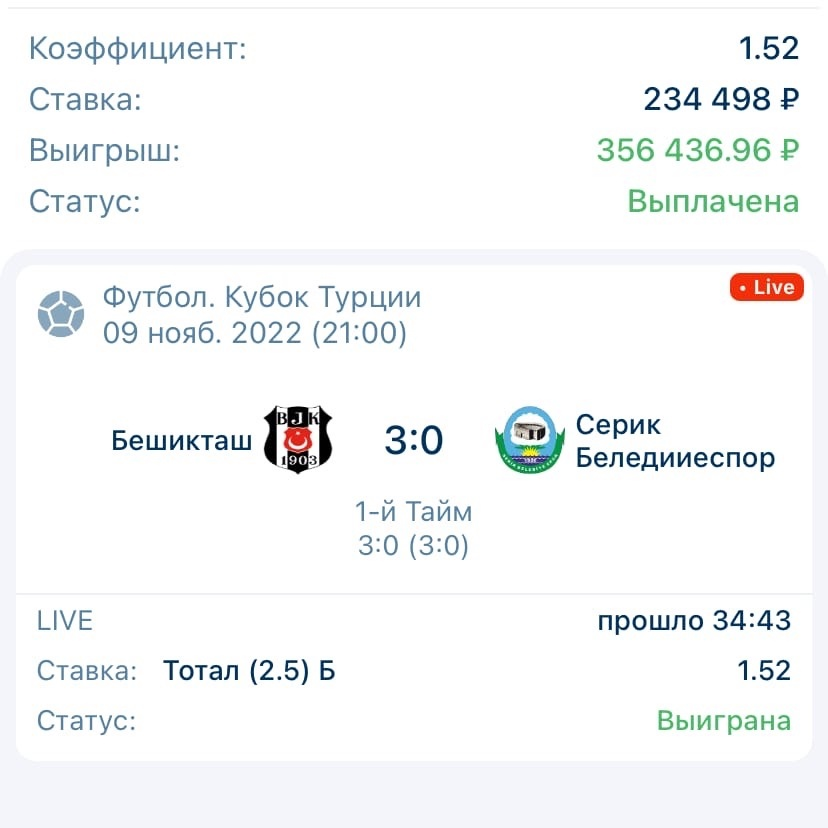 Коэффициент: 1.52
Ставка: 234 498 ₽
Выигрыш: 356 436.96 ₽
Статус: Выплачена
Футбол. Кубок Турции • Live
09 нояб. 2022 (21:00)
BJK
1903
Бешикташ 3:0 Серик
Беледииеспор
1-й Тайм
3:0 (3:0)
LIVE прошло 34:43
Ставка: Тотал (2.5) Б 1.52
Статус: Выиграна